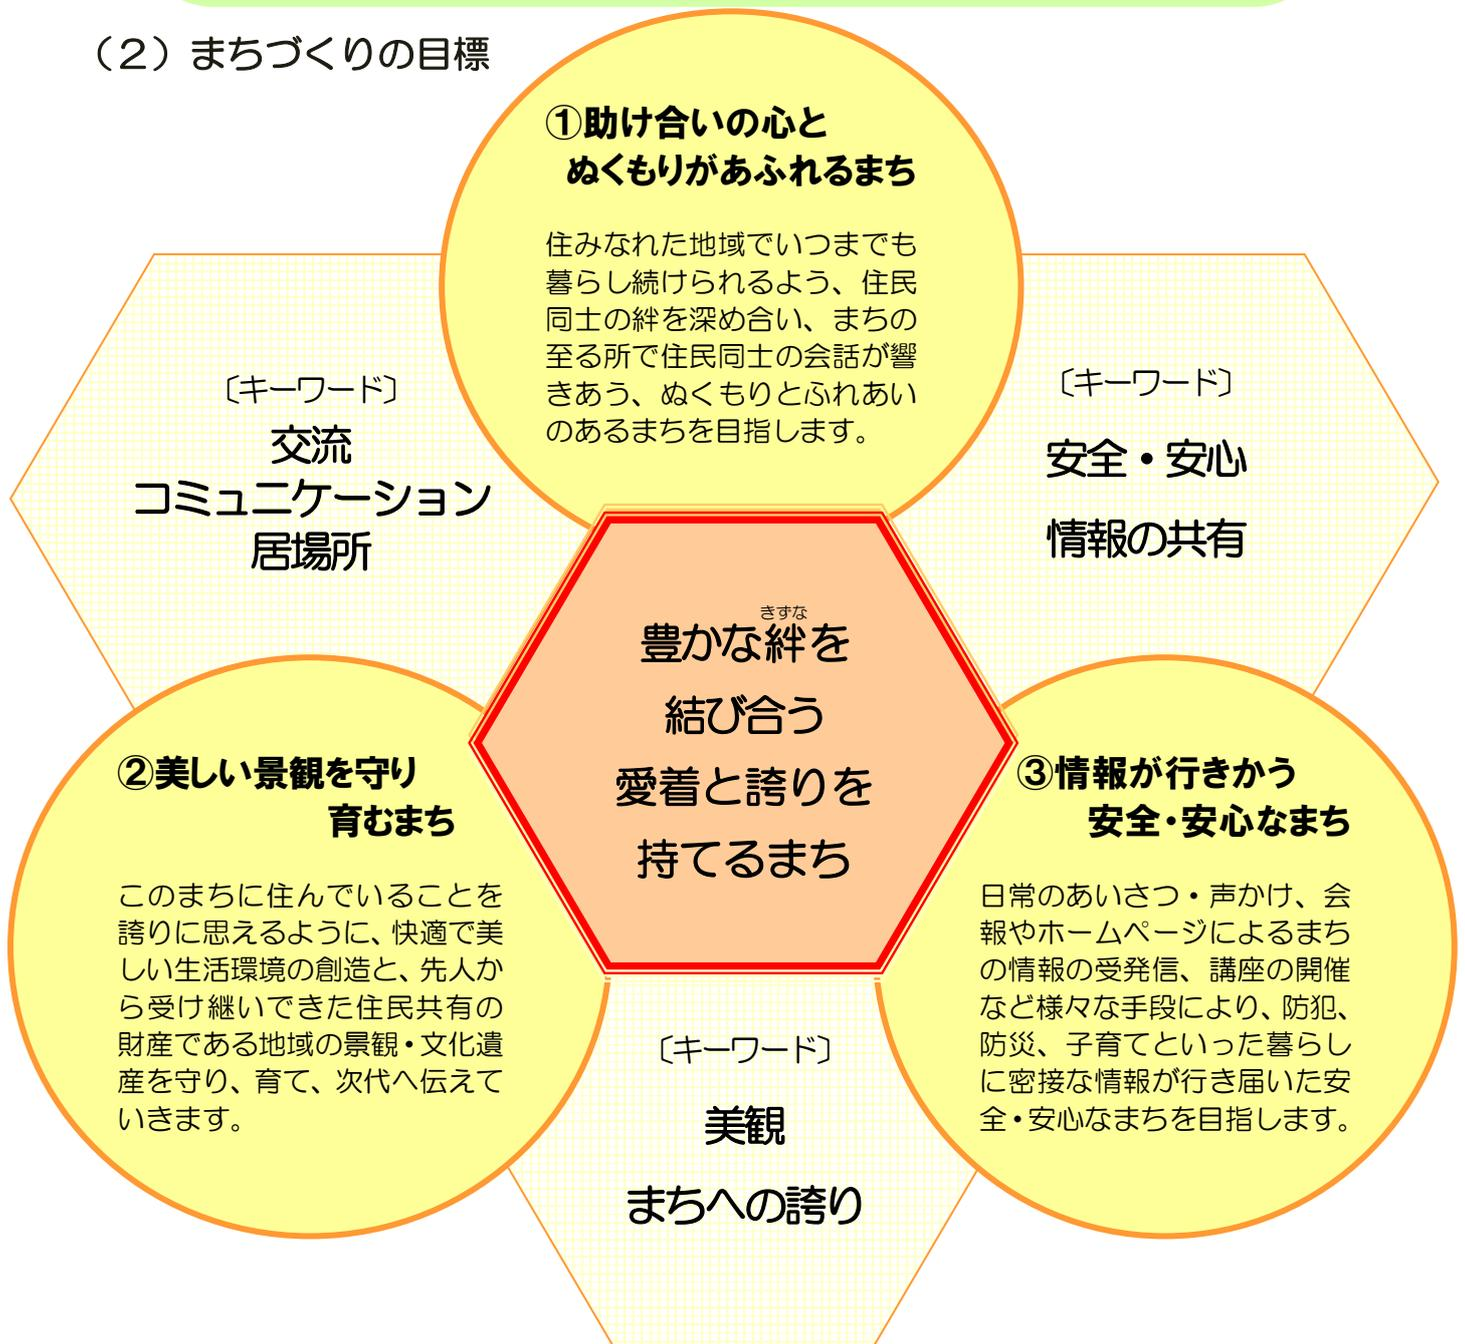 （２）まちづくりの目標
①助け合いの心と
ぬくもりがあふれるまち
住みなれた地域でいつまでも
暮らし続けられるよう、住民
同士の絆を深め合い、まちの
至る所で住民同士の会話が響
きあう、ぬくもりとふれあい
のあるまちを目指します。
〔キーワード〕
交流
コミュニケーション
居場所
〔キーワード〕
安全・安心
情報の共有
きずな
豊かな絆を
結び合う
愛着と誇りを
持てるまち
②美しい景観を守り
育むまち
このまちに住んでいることを
誇りに思えるように、快適で美
しい生活環境の創造と、先人か
ら受け継いできた住民共有の
財産である地域の景観・文化遺
産を守り、育て、次代へ伝えて
いきます。
③情報が行きかう
安全・安心なまち
日常のあいさつ・声かけ、会
報やホームページによるまち
の情報の受発信、講座の開催
など様々な手段により、防犯、
防災、子育てといった暮らし
に密接な情報が行き届いた安
全・安心なまちを目指します。
〔キーワード〕
美観
まちへの誇り